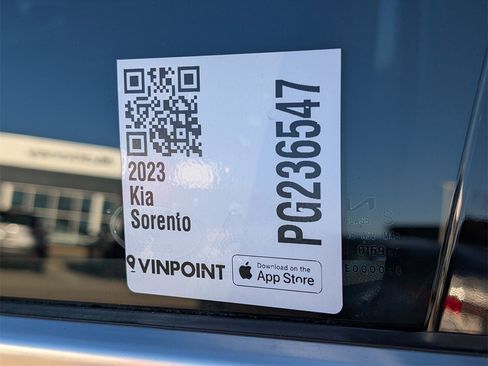 2023
Kia
Sorento
PG236547
VINPOINT
Download on the
App Store